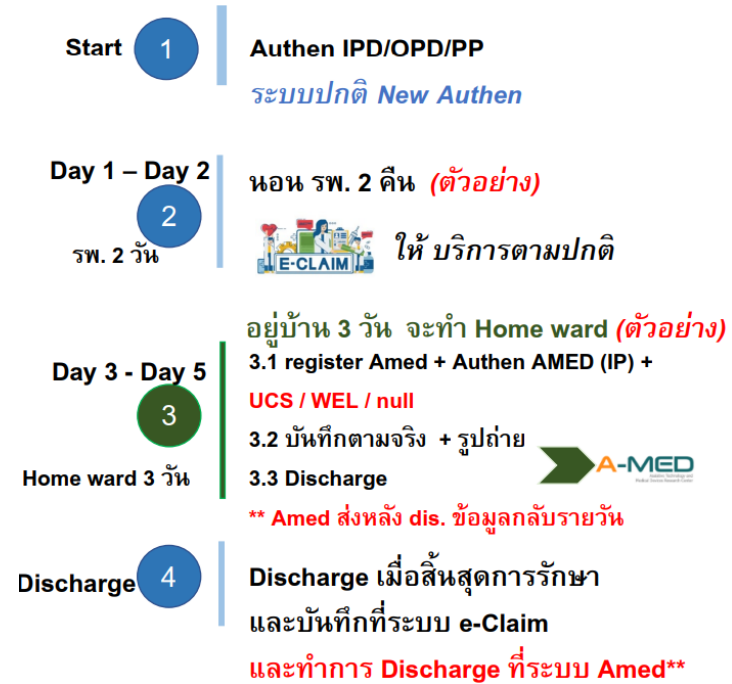 Start
1
Authen IPD/OPD/PP
ระบบปกติ New Authen
Day 1 – Day 2
2
รพ. 2 วัน
นอน รพ. 2 คืน (ตัวอย่าง)
E-CLAIM
ให้ บริการตามปกติ
อยู่บ้าน 3 วัน จะทำ Home ward (ตัวอย่าง)
Day 3 - Day 5
3
Home ward 3 วัน
3.1 register Amed + Authen AMED (IP) +
UCS / WEL / null
3.2 บันทึกตามจริง + รูปถ่าย
3.3 Discharge
A-MED
** Amed ส่งหลัง dis. ข้อมูลกลับรายวัน
Discharge
4
Discharge เมื่อสิ้นสุดการรักษา
และบันทึกที่ระบบ e-Claim
และทำการ Discharge ที่ระบบ Amed**